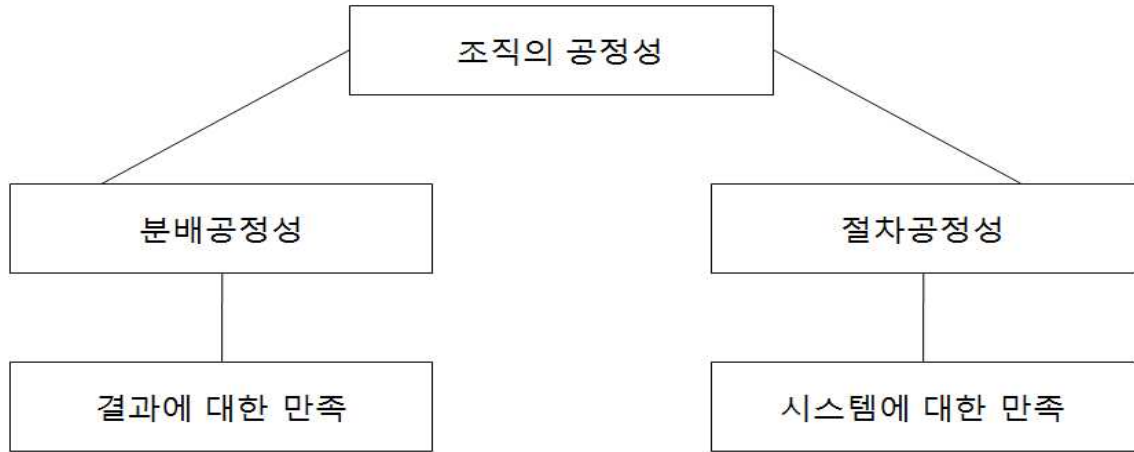 조직의 공정성
분배공정성
절차공정성
결과에 대한 만족
시스템에 대한 만족